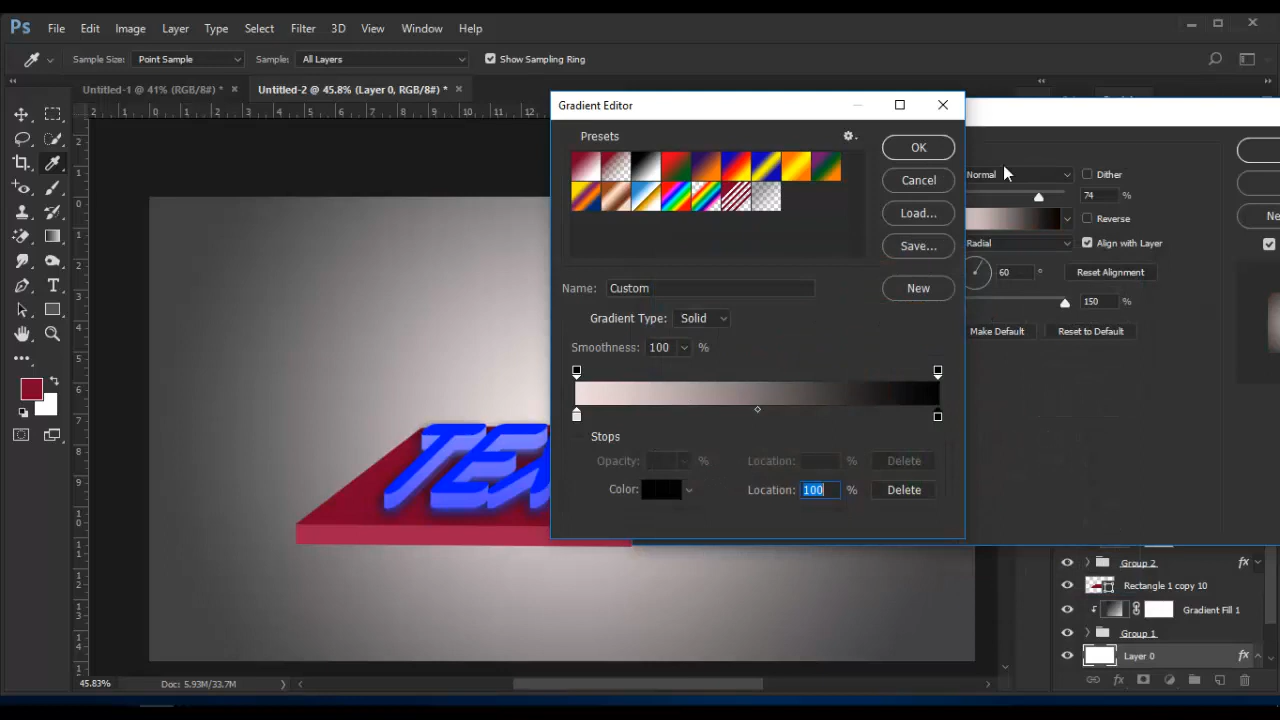 Ps File Edit Image Layer Type Select Filter 3D View Window Help
Sample Size: Point Sample Sample: All Layers Show Sampling Ring
Untitled-1 @ 41% (RGB/8#) * Untitled-2 @ 45.8% (Layer 0, RGB/8#) *
Gradient Editor
Presets
OK
Cancel
Load...
Save...
Name: Custom
New
Gradient Type: Solid
Smoothness: 100 %
Stops
Opacity: % Location: % Delete
Color: Location: 100 % Delete
Normal Dither
74 %
Reverse
Radial Align with Layer
60 ° Reset Alignment
150 %
Make Default Reset to Default
Ne
Group 2 fx
Rectangle 1 copy 10
Gradient Fill 1
Group 1
Layer 0 fx
45.83% Doc: 5.93M/33.7M